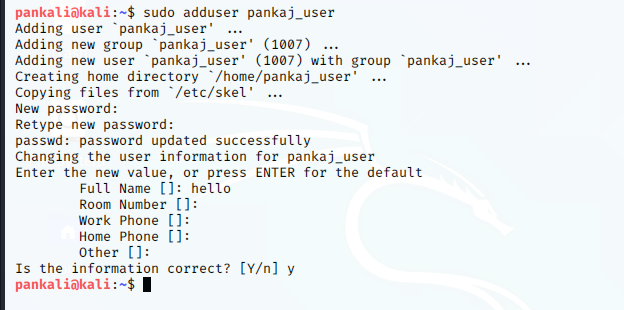 pankali@kali:~$ sudo adduser pankaj_user
Adding user `pankaj_user' ...
Adding new group `pankaj_user' (1007) ...
Adding new user `pankaj_user' (1007) with group `pankaj_user' ...
Creating home directory `/home/pankaj_user' ...
Copying files from `/etc/skel' ...
New password:
Retype new password:
passwd: password updated successfully
Changing the user information for pankaj_user
Enter the new value, or press ENTER for the default
        Full Name []: hello
        Room Number []:
        Work Phone []:
        Home Phone []:
        Other []:
Is the information correct? [Y/n] y
pankali@kali:~$